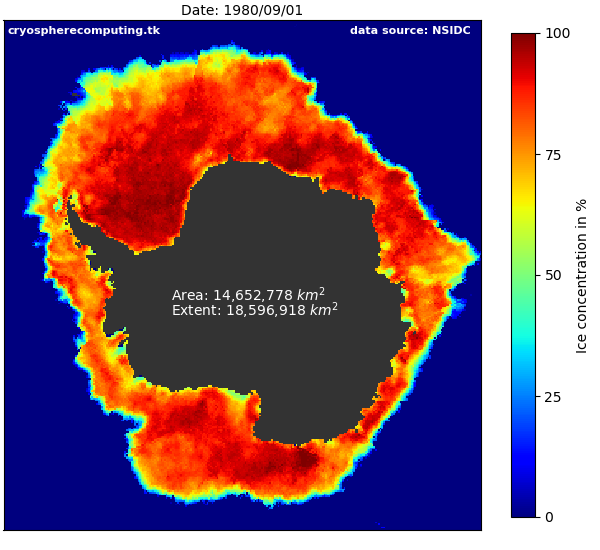 Date: 1980/09/01
cryospherecomputing.tk
data source: NSIDC
100
75
50
25
0
Ice concentration in %
Area: 14,652,778 km²
Extent: 18,596,918 km²